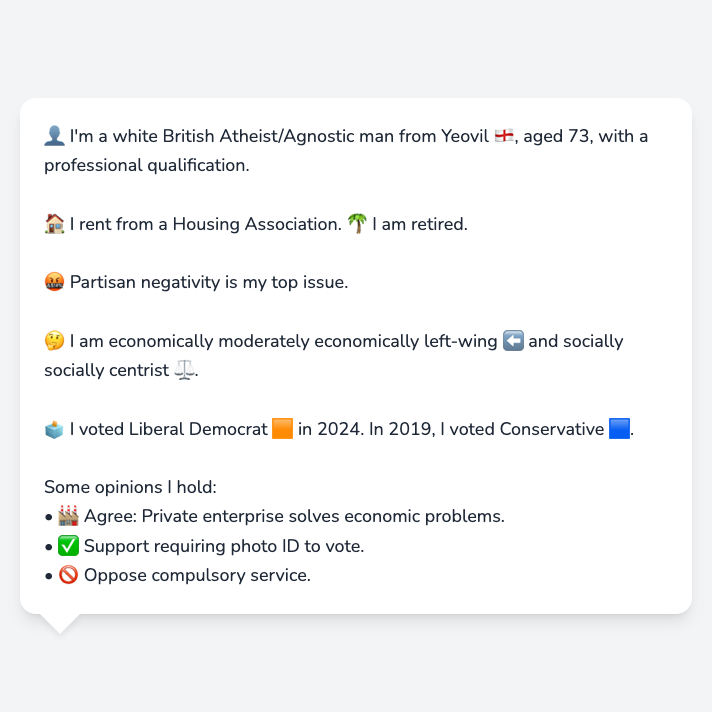 👤 I'm a white British Atheist/Agnostic man from Yeovil 🏴󠁧󠁢󠁥󠁮󠁧󠁿, aged 73, with a
professional qualification.
🏠 I rent from a Housing Association. 🌴 I am retired.
🤬 Partisan negativity is my top issue.
🤔 I am economically moderately economically left-wing ⬅️ and socially
socially centrist ⚖️.
🗳️ I voted Liberal Democrat 🟧 in 2024. In 2019, I voted Conservative 🟦.
Some opinions I hold:
• 🏭 Agree: Private enterprise solves economic problems.
• ✅ Support requiring photo ID to vote.
• 🚫 Oppose compulsory service.